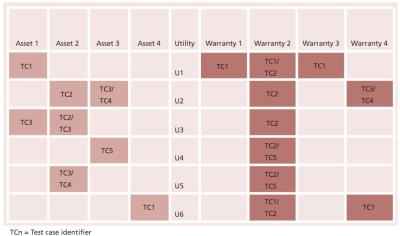 Asset 1 Asset 2 Asset 3 Asset 4 Utility Warranty 1 Warranty 2 Warranty 3 Warranty 4
TC1 U1 TC1 TC1/ TC1
TC2
TC2 TC3/ U2 TC2 TC3/
TC4 TC4
TC3 TC2/ U3 TC2
TC3
TC5 U4 TC2/
TC5
TC3/ U5 TC2/
TC4 TC5
TC1 U6 TC1/ TC1
TC2
TCn = Test case identifier